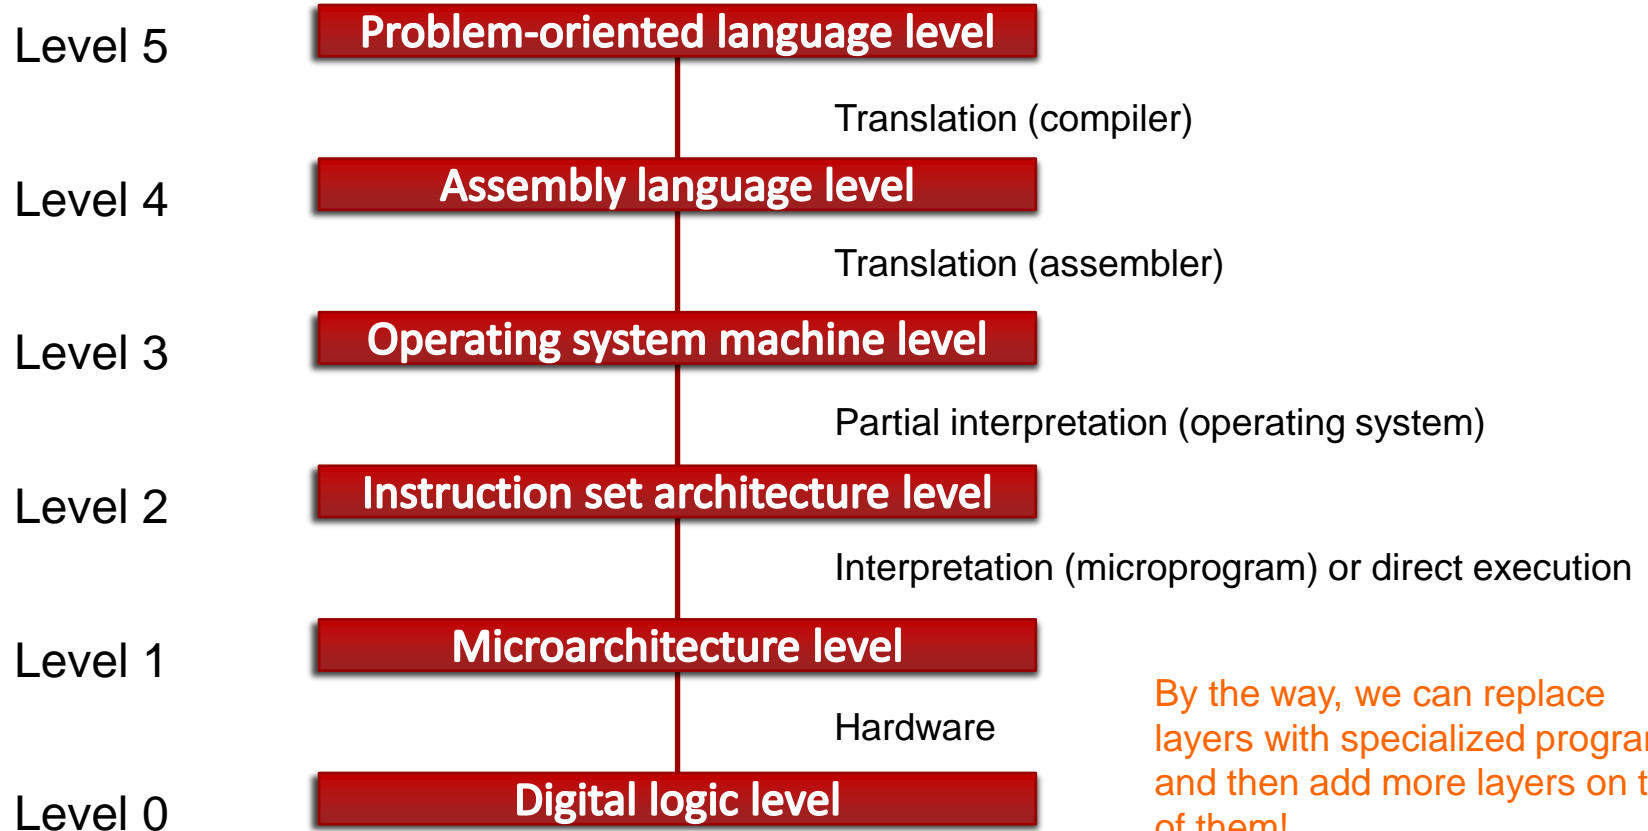 Level 5
Problem-oriented language level
Translation (compiler)
Level 4
Assembly language level
Translation (assembler)
Level 3
Operating system machine level
Partial interpretation (operating system)
Level 2
Instruction set architecture level
Interpretation (microprogram) or direct execution
Level 1
Microarchitecture level
Hardware
Level 0
Digital logic level
By the way, we can replace
layers with specialized
and then add more layers on
of them!